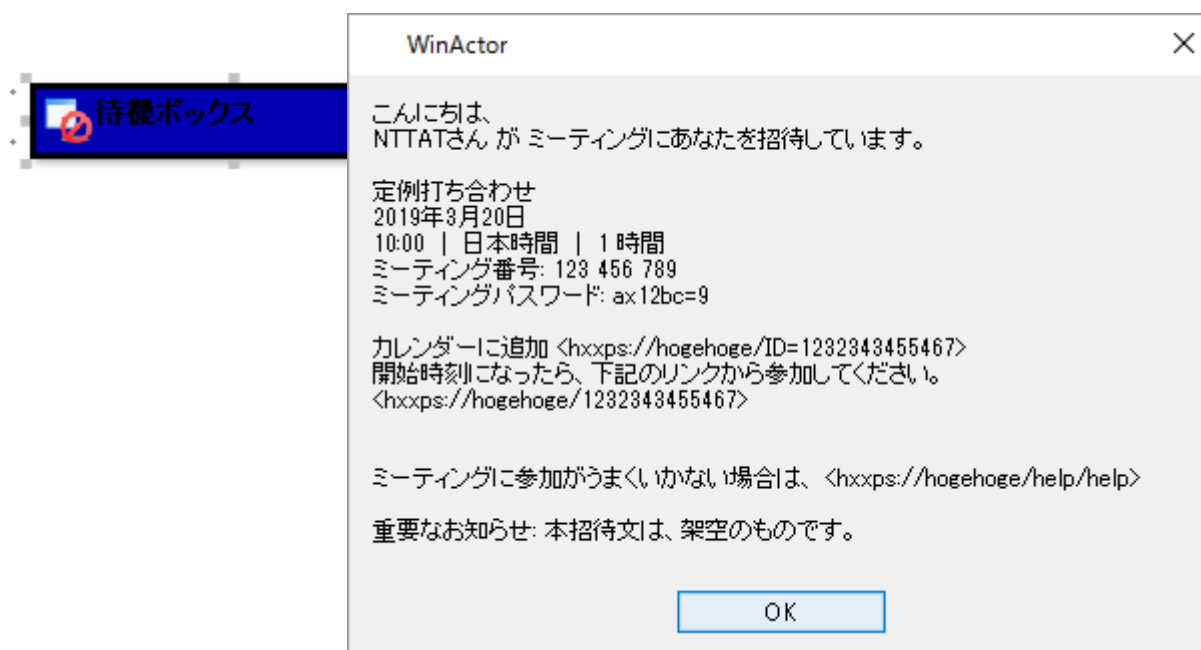 WinActor
待機ボックス
こんにちは、
NTTATさん が ミーティングにあなたを招待しています。
定例打ち合わせ
2019年3月20日
10:00 | 日本時間 | 1 時間
ミーティング番号: 123 456 789
ミーティングパスワード: ax12bc=9
カレンダーに追加 <hxxps://hogehoge/ID=1232343455467>
開始時刻になったら、下記のリンクから参加してください。
<hxxps://hogehoge/1232343455467>
ミーティングに参加がうまくいかない場合は、 <hxxps://hogehoge/help/help>
重要なお知らせ: 本招待文は、架空のものです。
OK